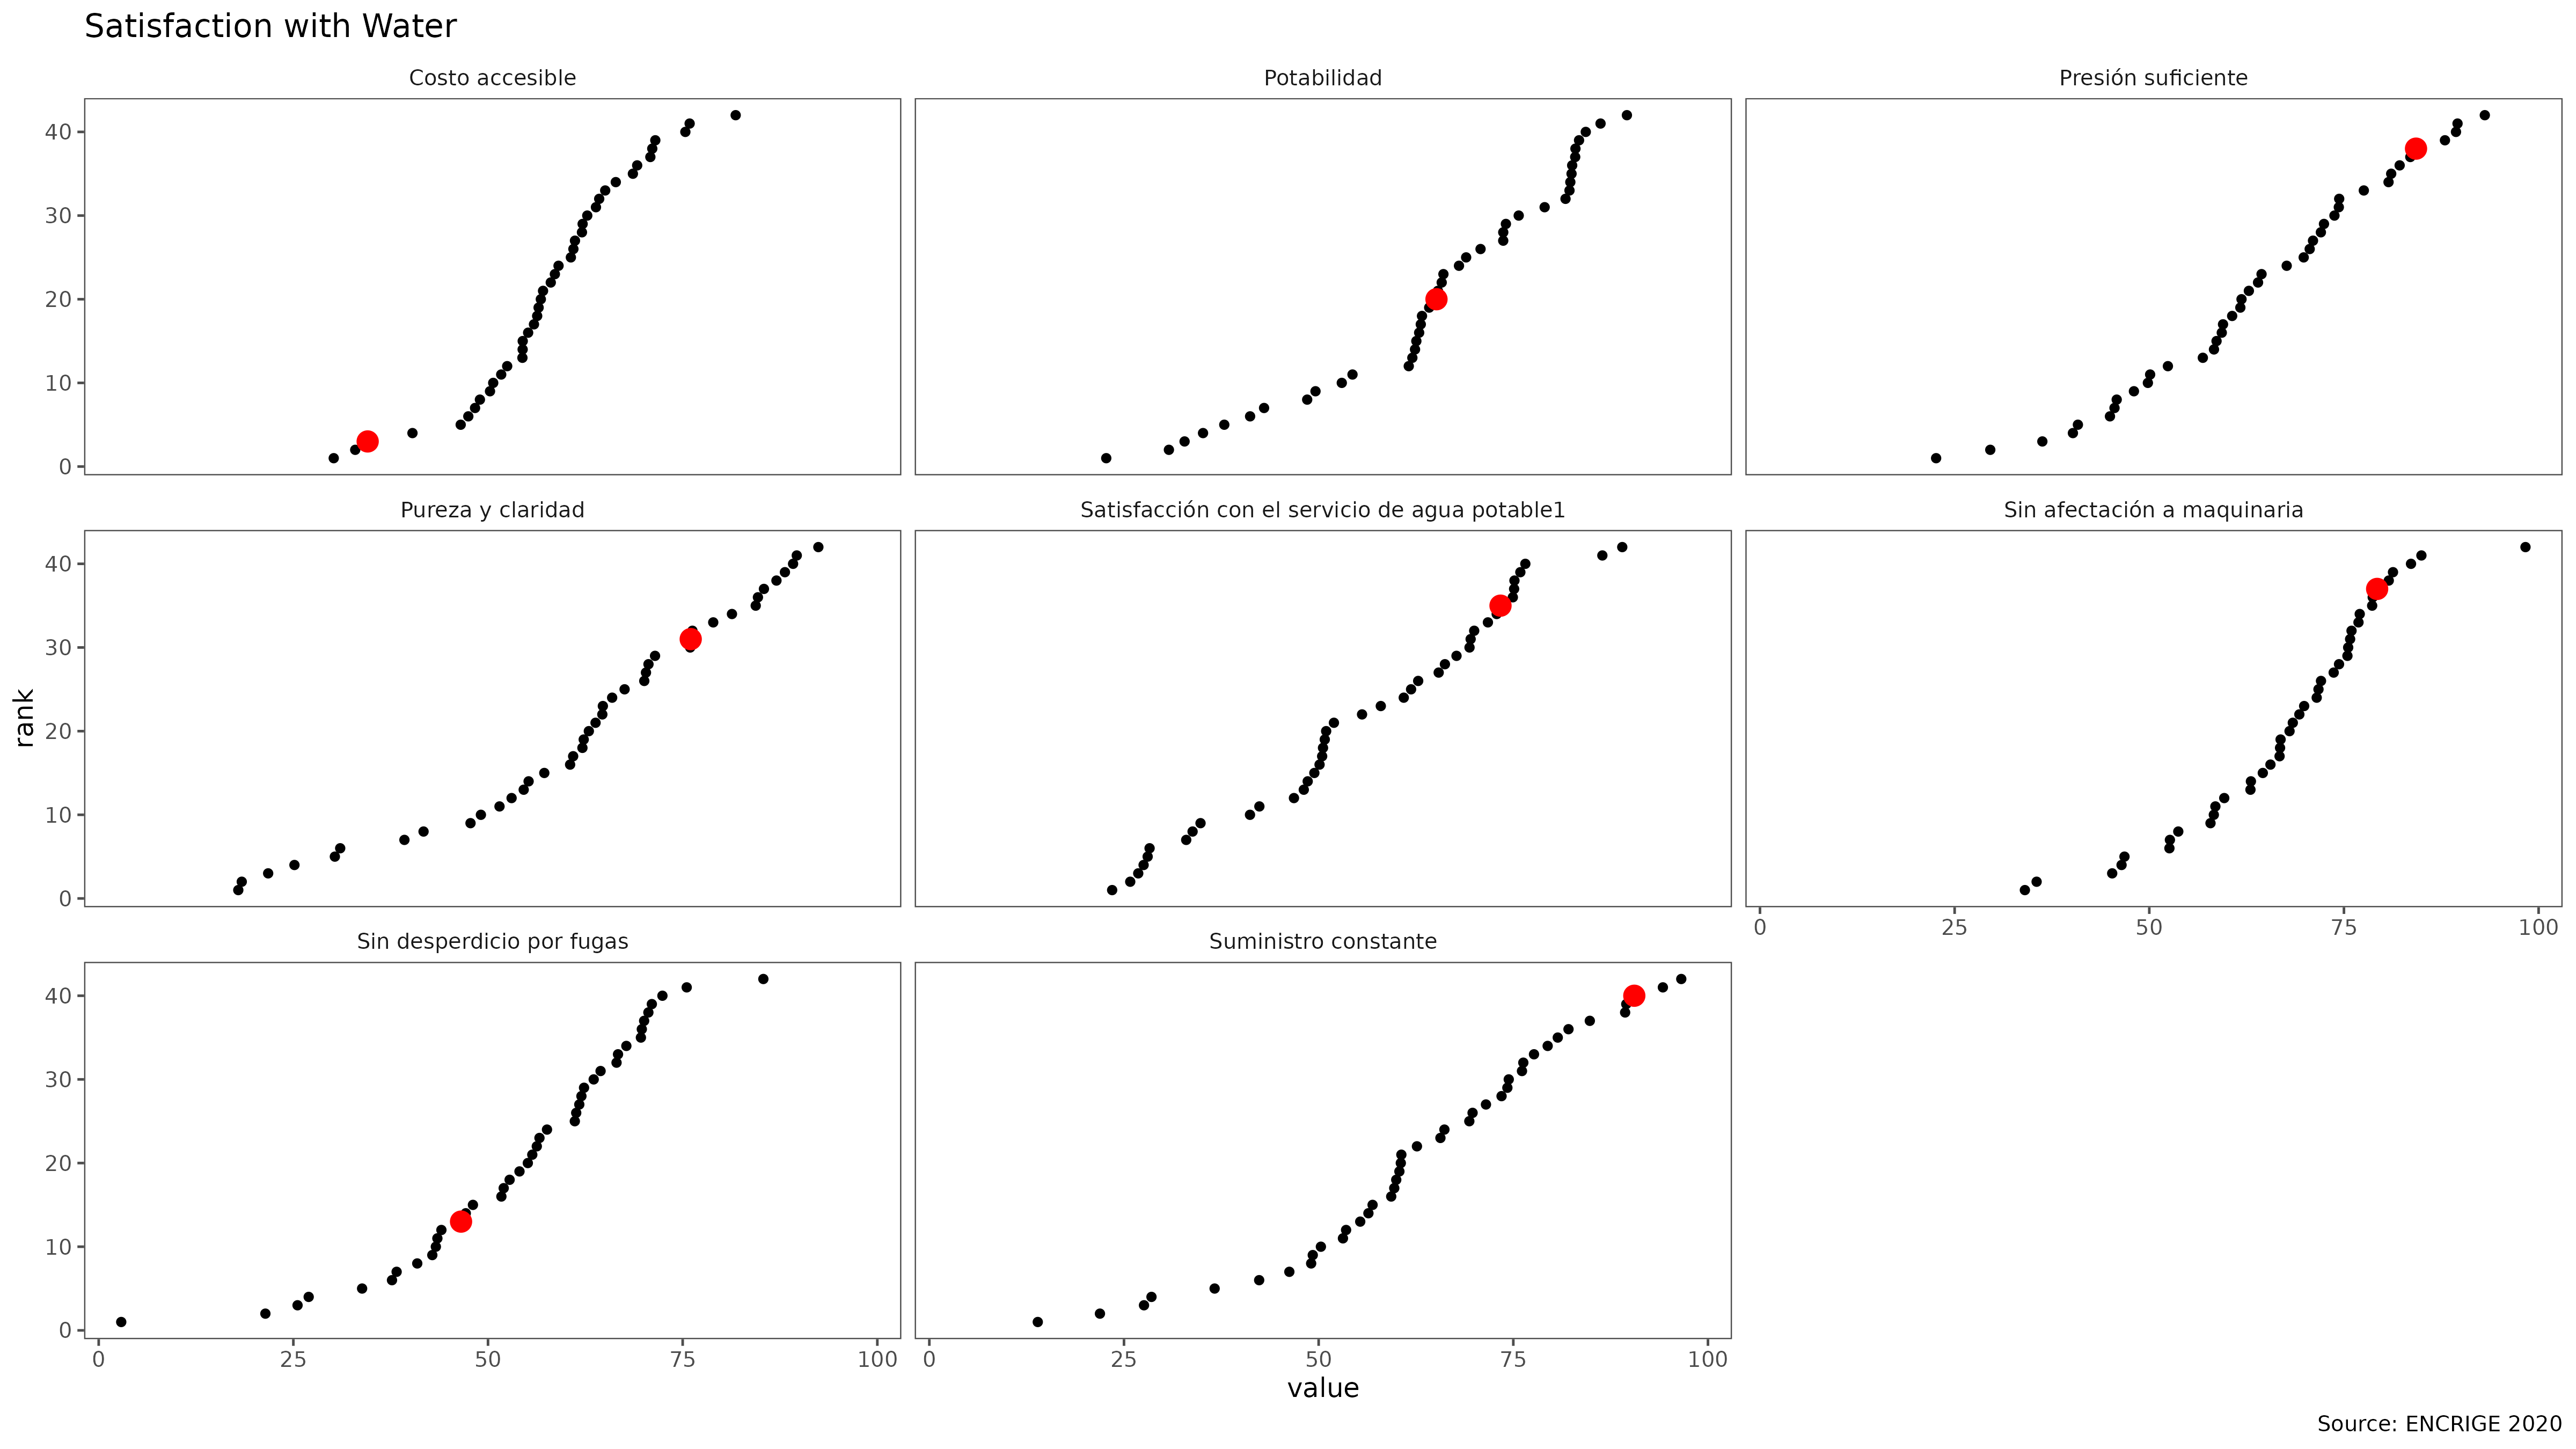 Satisfaction with Water
Costo accesible
Potabilidad
Presión suficiente
40
30
20
10
0
Pureza y claridad
Satisfacción con el servicio de agua potable1
Sin afectación a maquinaria
40
30
20
10
0
0 25 50 75 100
rank
Sin desperdicio por fugas
Suministro constante
40
30
20
10
0
0 25 50 75 100
0 25 50 75 100
value
Source: ENCRIGE 2020